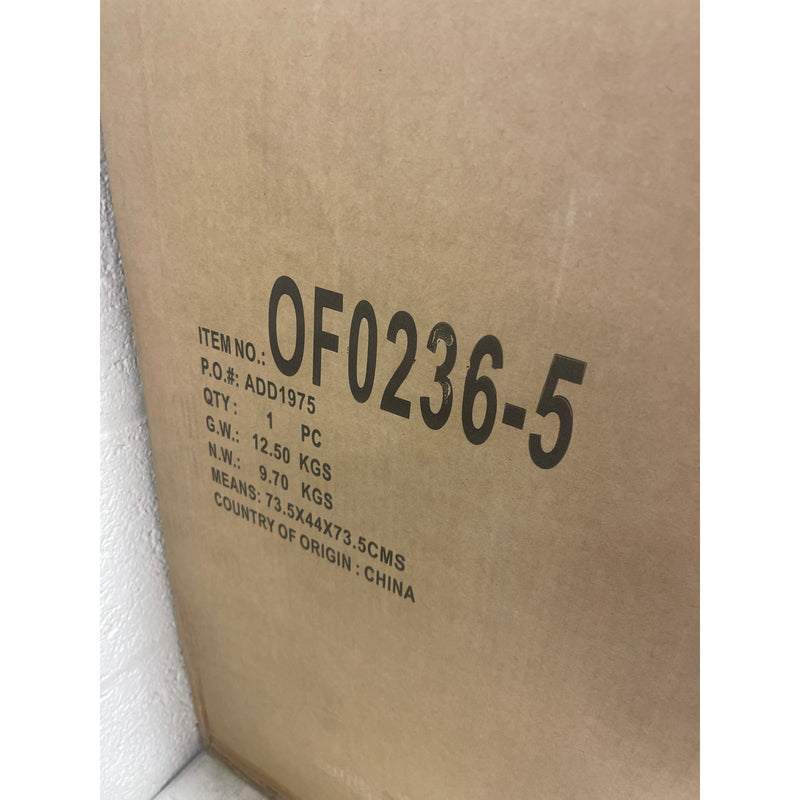 ITEM NO.: OF0236-5
P.O.#: ADD1975
QTY: 1 PC
G.W.: 12.50 KGS
N.W.: 9.70 KGS
MEANS: 73.5X44X73.5CMS
COUNTRY OF ORIGIN : CHINA